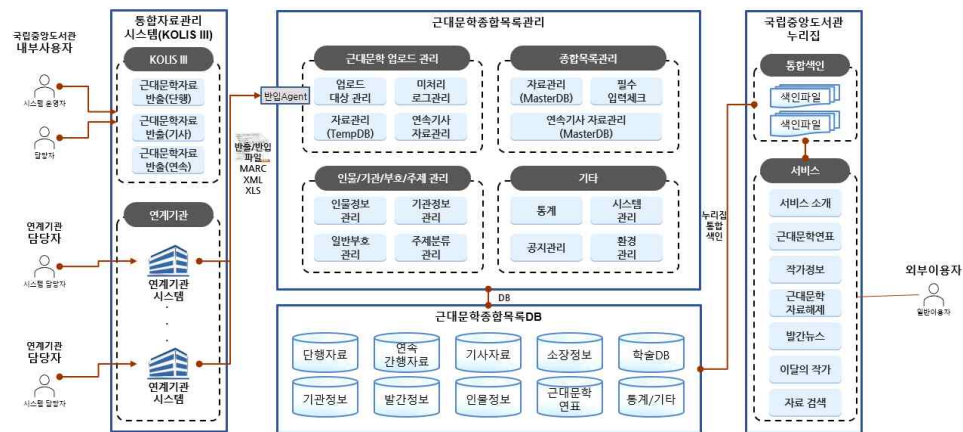 국립중앙도서관
내부사용자
시스템 운영자
담당자
연계기관
담당자
시스템 담당자
연계기관
담당자
시스템 담당자
통합자료관리
시스템(KOLIS III)
KOLIS III
근대문학자료
반출(단행)
근대문학자료
반출(기사)
근대문학자료
반출(연속)
연계기관
연계기관
시스템
연계기관
시스템
반입Agent
반출/반입
파일
MARC
XML
XLS
근대문학종합목록관리
근대문학 업로드 관리
업로드
대상 관리
미처리
로그관리
자료관리
(TempDB)
연속기사
자료관리
종합목록관리
자료관리
(MasterDB)
필수
입력체크
연속기사 자료관리
(MasterDB)
인물/기관/부호/주제 관리
인물정보
관리
기관정보
관리
일반부호
관리
주제분류
관리
기타
통계
시스템
관리
공지관리
환경
관리
DB
근대문학종합목록DB
단행자료
연속
간행자료
기사자료
소장정보
학술DB
기관정보
발간정보
인물정보
근대문학
연표
통계/기타
누리집
통합
색인
국립중앙도서관
누리집
통합색인
색인파일
색인파일
서비스
서비스 소개
근대문학연표
작가정보
근대문학
자료해제
발간뉴스
이달의 작가
자료 검색
외부이용자
일반이용자